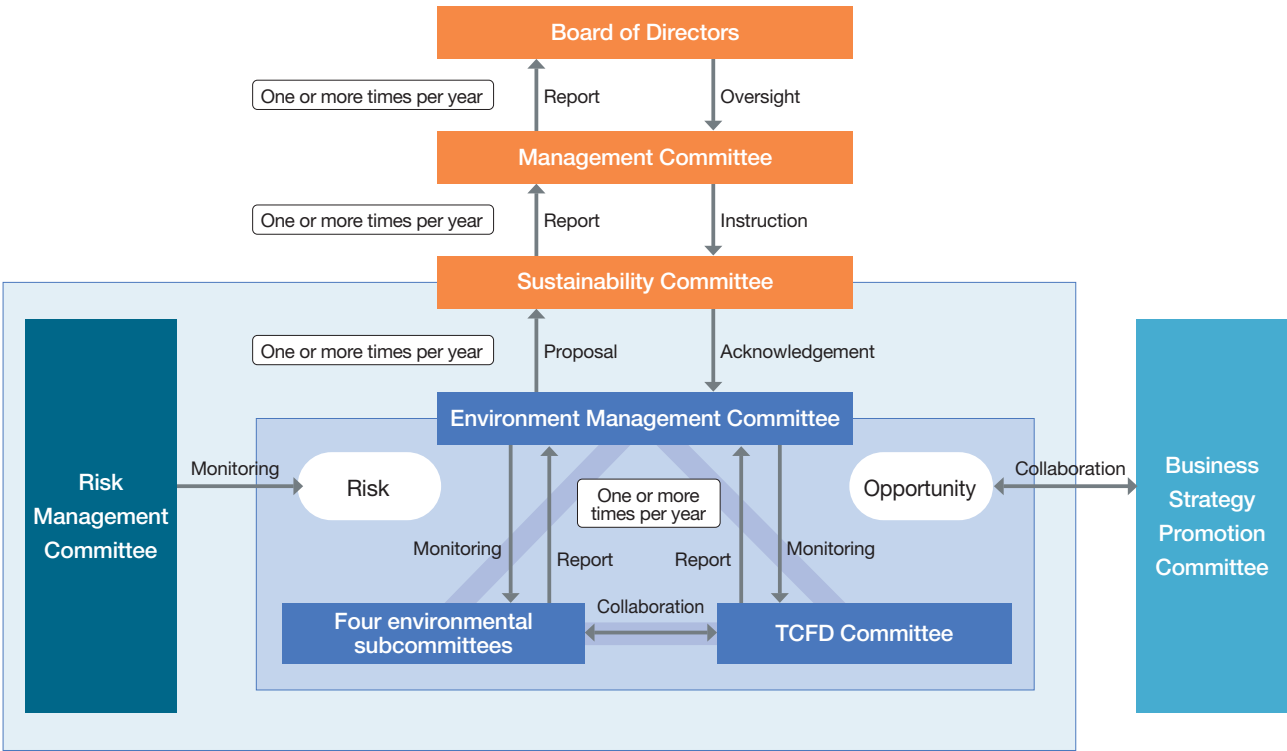 Board of Directors
One or more times per year
Report
Oversight
Management Committee
One or more times per year
Report
Instruction
Sustainability Committee
One or more times per year
Proposal
Acknowledgement
Environment Management Committee
Risk
Management
Committee
Monitoring
Risk
One or more
times per year
Opportunity
Collaboration
Business
Strategy
Promotion
Committee
Monitoring
Report
Report
Monitoring
Four environmental
subcommittees
Collaboration
TCFD Committee